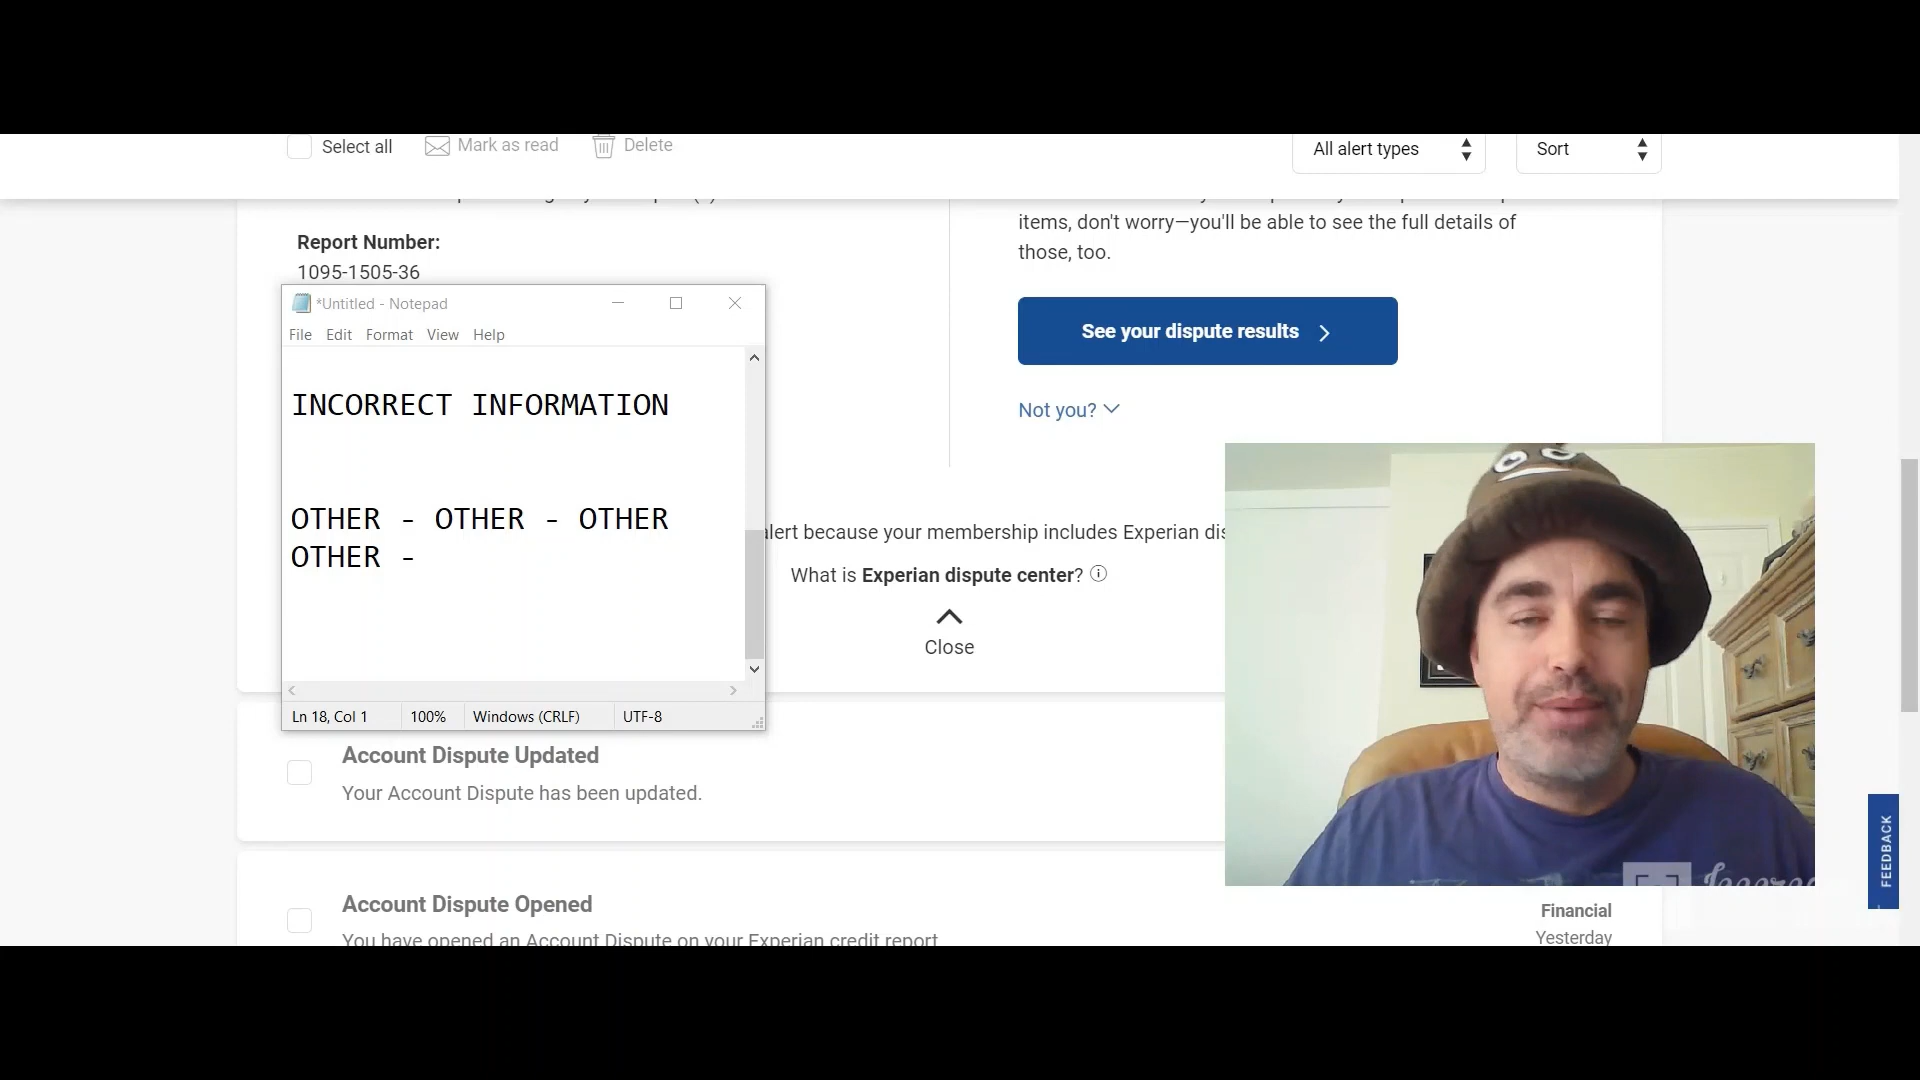 Select all
Mark as read
Delete
All alert types
Sort
Report Number:
1095-1505-36
items, don't worry—you'll be able to see the full details of
those, too.
See your dispute results
Not you?
*Untitled - Notepad
File Edit Format View Help
INCORRECT INFORMATION
OTHER - OTHER - OTHER
OTHER -
Ln 18, Col 1
100%
Windows (CRLF)
UTF-8
alert because your membership includes Experian
What is Experian dispute center?
Close
Account Dispute Updated
Your Account Dispute has been updated.
Account Dispute Opened
You have opened an Account Dispute on your Experian credit report
Financial
Yesterday
FEEDBACK